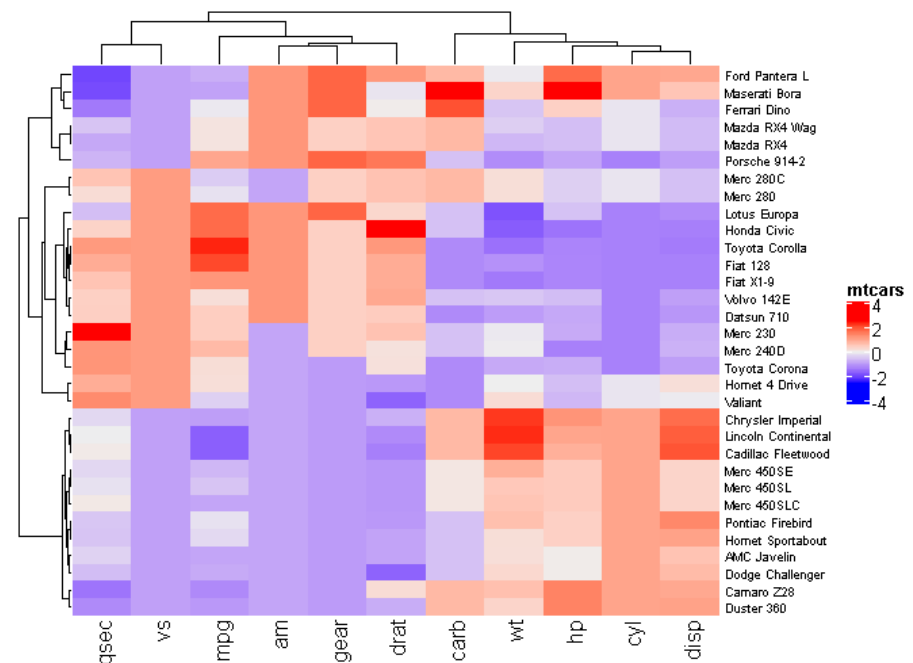 Ford Pantera L
Maserati Bora
Ferrari Dino
Mazda RX4 Wag
Mazda RX4
Porsche 914-2
Merc 280C
Merc 280
Lotus Europa
Honda Civic
Toyota Corolla
Fiat 128
Fiat X1-9
Volvo 142E
Datsun 710
Merc 230
Merc 240D
Toyota Corona
Hornet 4 Drive
Valiant
Chrysler Imperial
Lincoln Continental
Cadillac Fleetwood
Merc 450SE
Merc 450SL
Merc 450SLC
Pontiac Firebird
Hornet Sportabout
AMC Javelin
Dodge Challenger
Camaro Z28
Duster 360
mtcars
4
2
0
-2
-4
qsec vs mpg am gear drat carb wt hp cyl disp